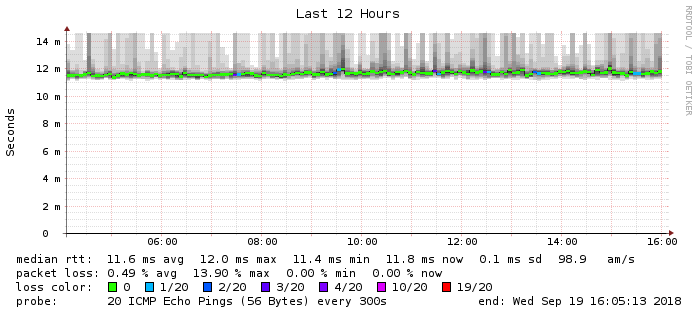 Last 12 Hours
RRDTOOL / TOBI OETIKER
Seconds
14 m
12 m
10 m
8 m
6 m
4 m
2 m
0
06:00 08:00 10:00 12:00 14:00 16:00
median rtt: 11.6 ms avg 12.0 ms max 11.4 ms min 11.8 ms now 0.1 ms sd 98.9 am/s
packet loss: 0.49 % avg 13.90 % max 0.00 % min 0.00 % now
loss color: 0 1/20 2/20 3/20 4/20 10/20 19/20
probe: 20 ICMP Echo Pings (56 Bytes) every 300s end: Wed Sep 19 16:05:13 2018